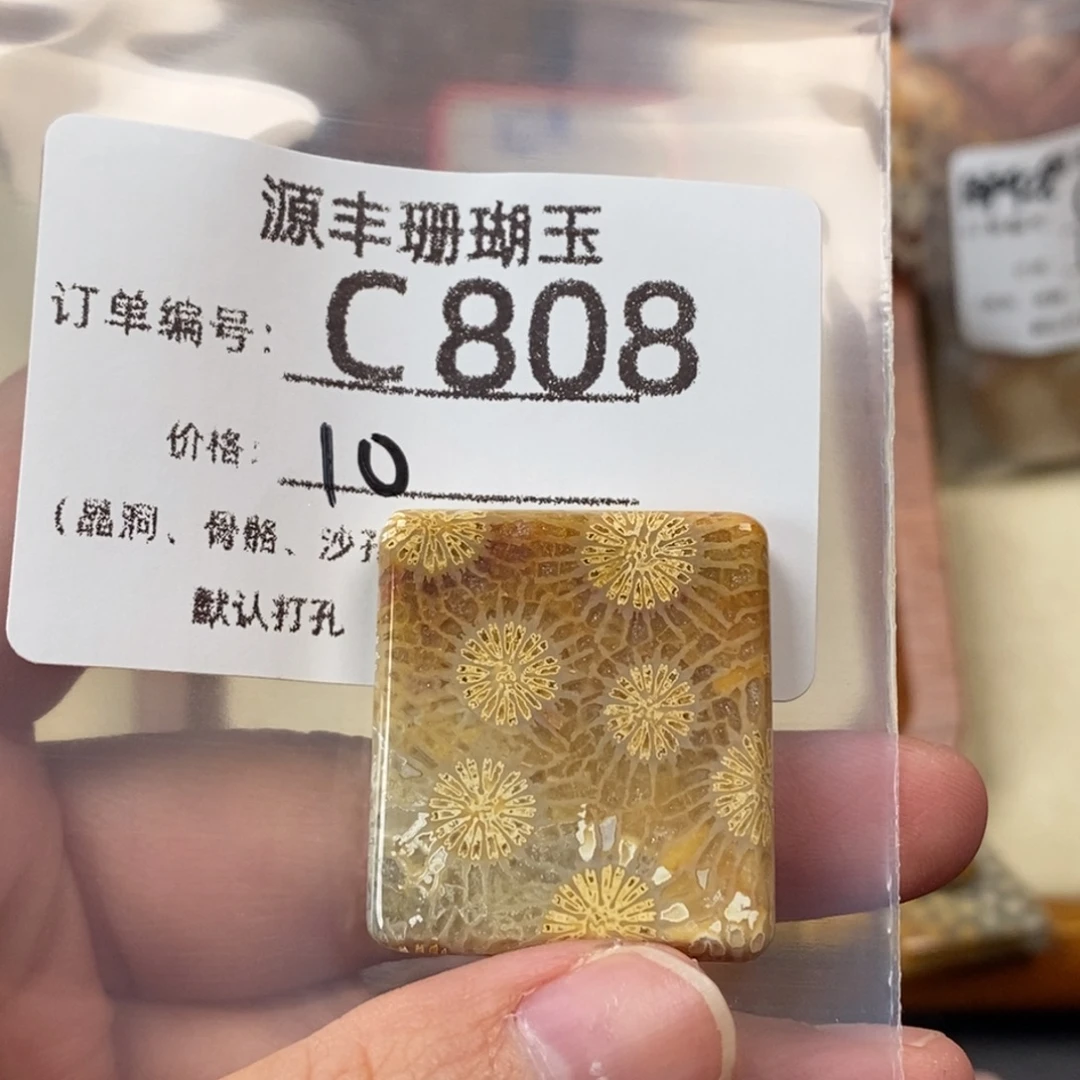 源丰珊瑚玉
订单编号: C808
价格: 10
(晶洞、骨骼、沙孔
默认打孔